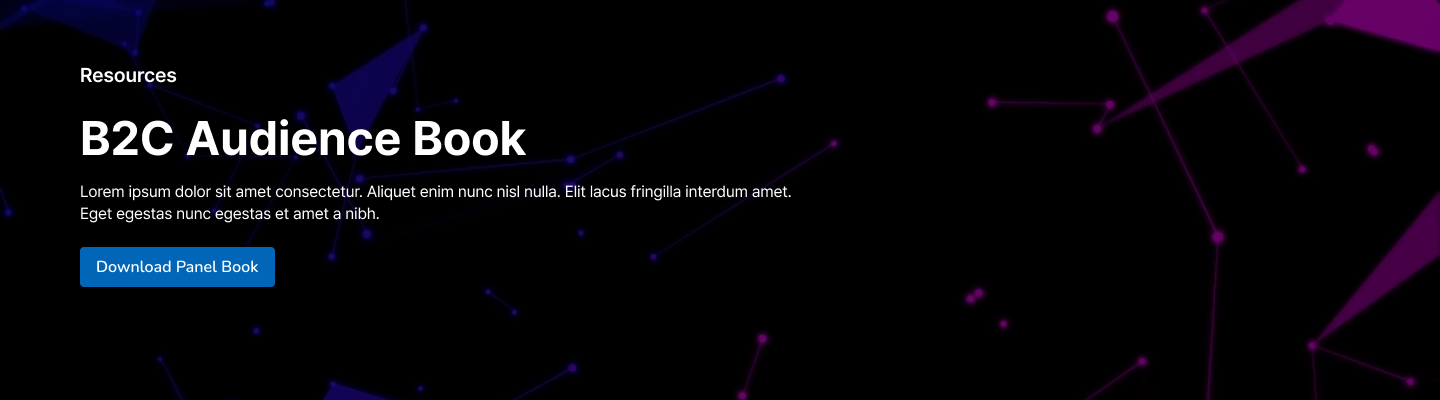 Resources
B2C Audience Book
Lorem ipsum dolor sit amet consectetur. Aliquet enim nunc nisl nulla. Elit lacus fringilla interdum amet.
Eget egestas nunc egestas et amet a nibh.
Download Panel Book